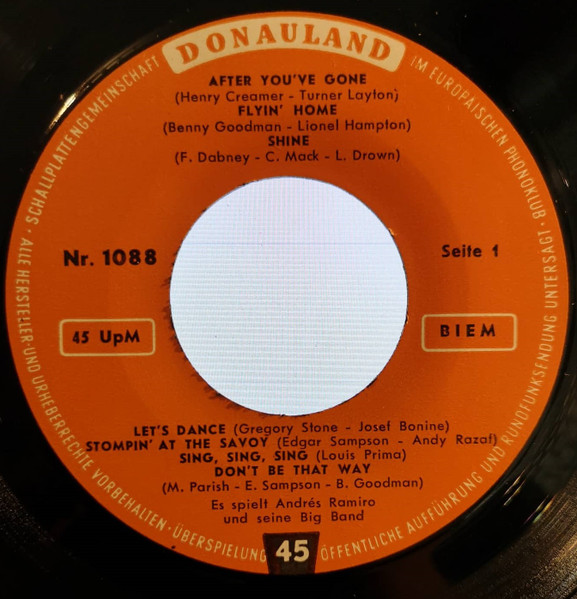 DONAULAND
AFTER YOU'VE GONE
(Henry Creamer - Turner Layton)
FLYIN' HOME
(Benny Goodman - Lionel Hampton)
SHINE
(F. Dabney - C. Mack - L. Drown)
Nr. 1088
Seite 1
45 UpM
BIEM
LET'S DANCE (Gregory Stone - Josef Bonine)
STOMPIN' AT THE SAVOY (Edgar Sampson - Andy Razaf)
SING, SING, SING (Louis Prima)
DON'T BE THAT WAY
(M. Parish - E. Sampson - B. Goodman)
Es spielt Andrés Ramiro
und seine Big Band
45
SCHALLPLATTENGEMEINSCHAFT
IM EUROPÄISCHEN PHONOKLUB ·
· ALLE HERSTELLER- UND URHEBERRECHTE VORBEHALTEN · ÜBERSPIELUNG
ÖFFENTLICHE AUFFÜHRUNG UND RUNDFUNKSENDUNG UNTERSAGT ·